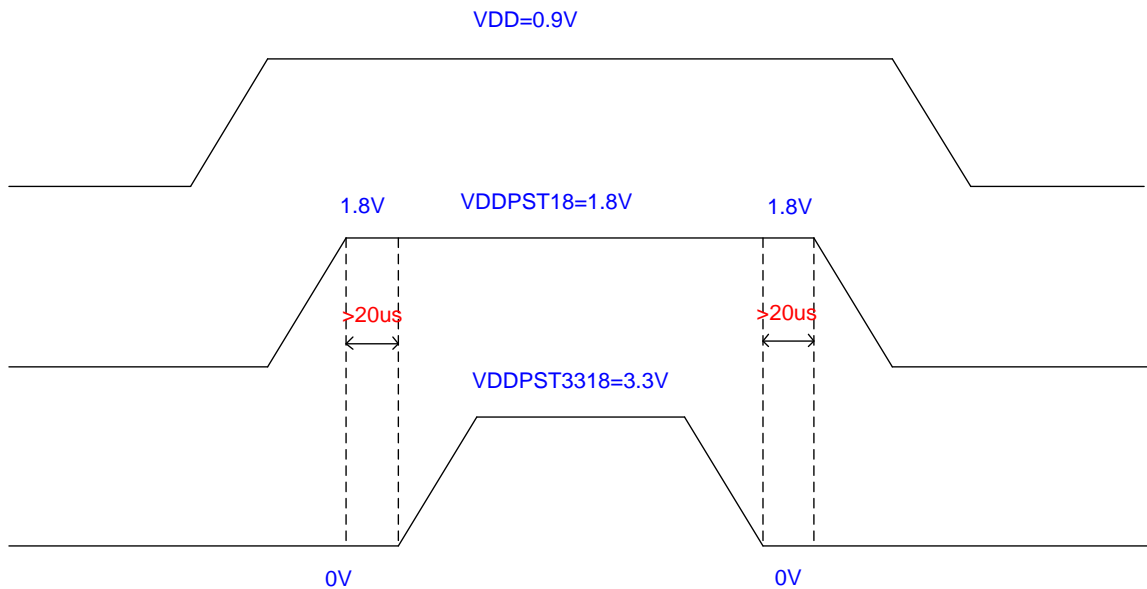 VDD=0.9V
1.8V
VDDPST18=1.8V
1.8V
>20us
>20us
VDDPST3318=3.3V
0V
0V